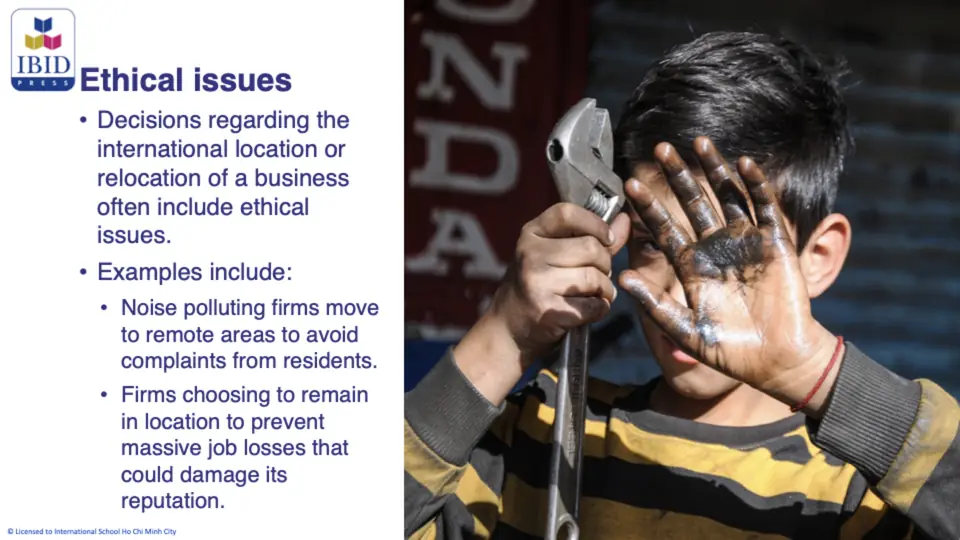 IBID
PRESS
Ethical issues
• Decisions regarding the
international location or
relocation of a business
often include ethical
issues.
• Examples include:
• Noise polluting firms move
to remote areas to avoid
complaints from residents.
• Firms choosing to remain
in location to prevent
massive job losses that
could damage its
reputation.
© Licensed to International School Ho Chi Minh City
N
D
A